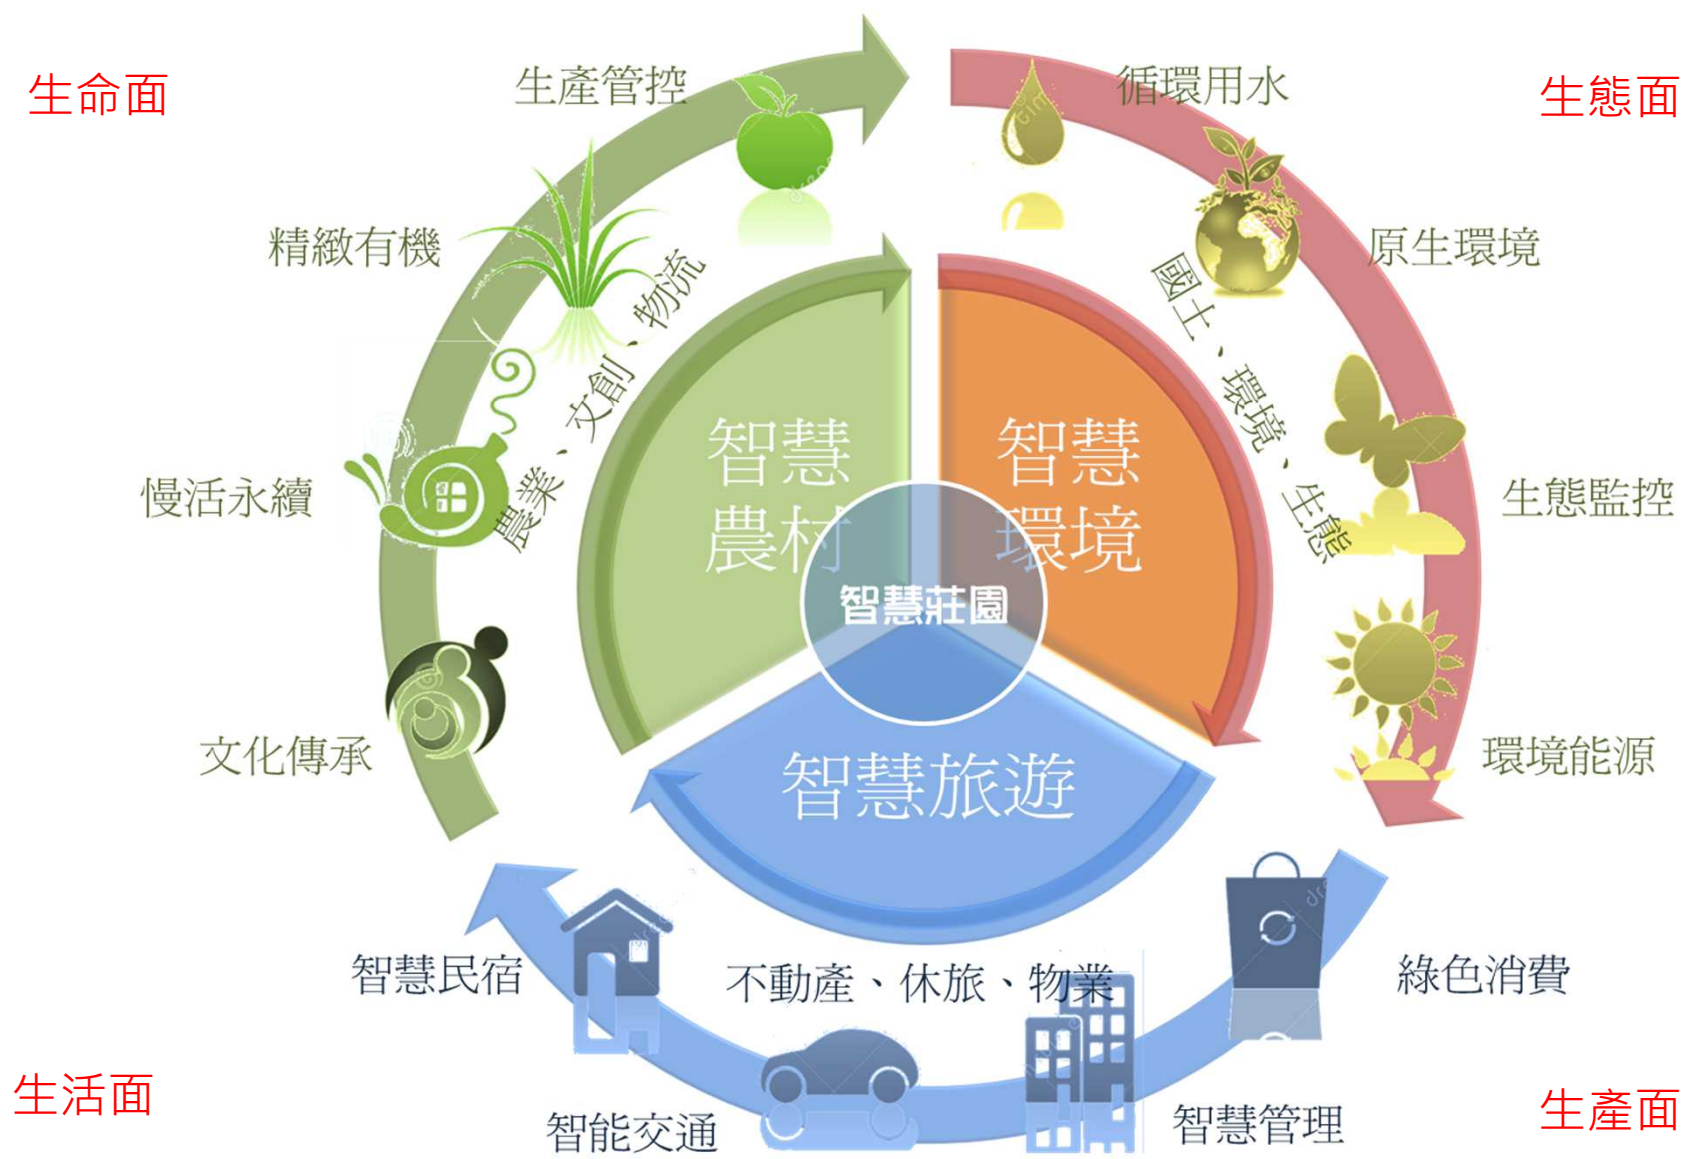 生命面
生態面
生產管控
循環用水
精緻有機
原生環境
農業、文創、物流
國土、環境、生態
智慧
農村
智慧
環境
慢活永續
生態監控
智慧莊園
文化傳承
環境能源
智慧旅遊
智慧民宿
不動產、休旅、物業
綠色消費
生活面
智能交通
智慧管理
生產面